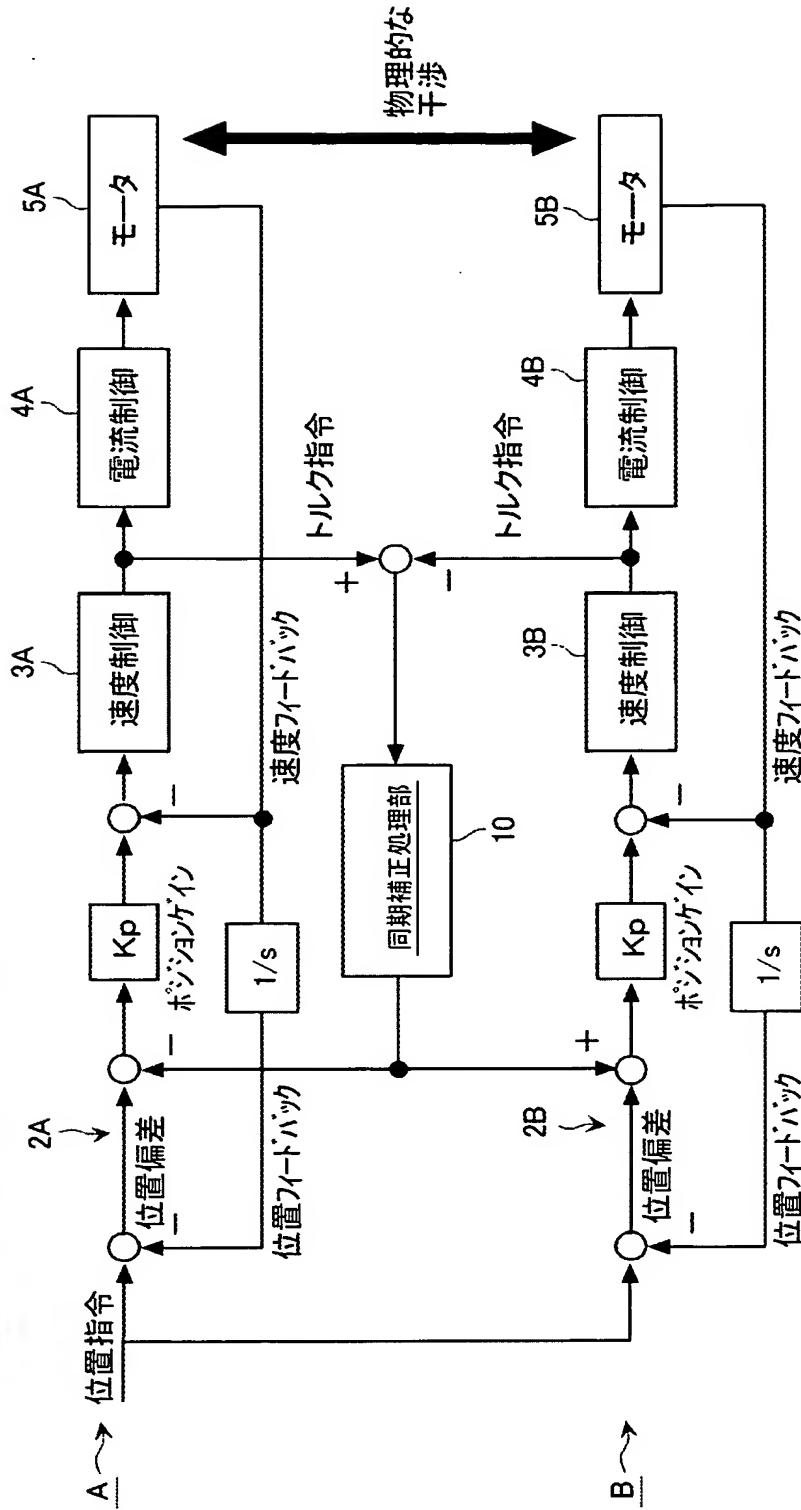 A
位置指令
位置偏差
2A
−
−
Kp
ポジションゲイン
−
3A
速度制御
4A
電流制御
5A
モータ
1/s
位置フィードバック
速度フィードバック
トルク指令
+
−
トルク指令
同期補正処理部
10
物理的な
干渉
B
位置偏差
2B
−
+
Kp
ポジションゲイン
−
3B
速度制御
4B
電流制御
5B
モータ
1/s
位置フィードバック
速度フィードバック